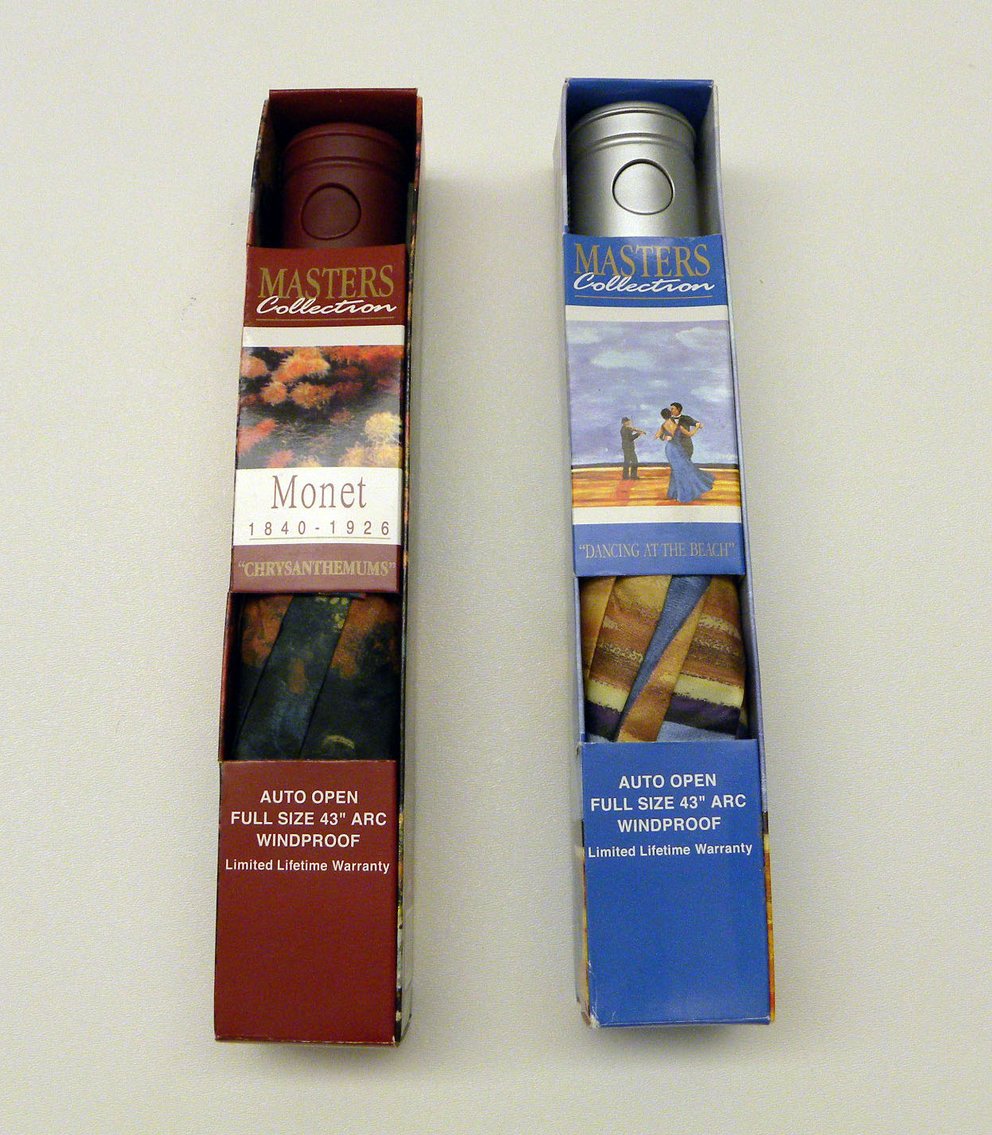 MASTERS
Collection
Monet
1840-1926
"CHRYSANTHEMUMS"
AUTO OPEN
FULL SIZE 43" ARC
WINDPROOF
Limited Lifetime Warranty
MASTERS
Collection
"DANCING AT THE BEACH"
AUTO OPEN
FULL SIZE 43" ARC
WINDPROOF
Limited Lifetime Warranty